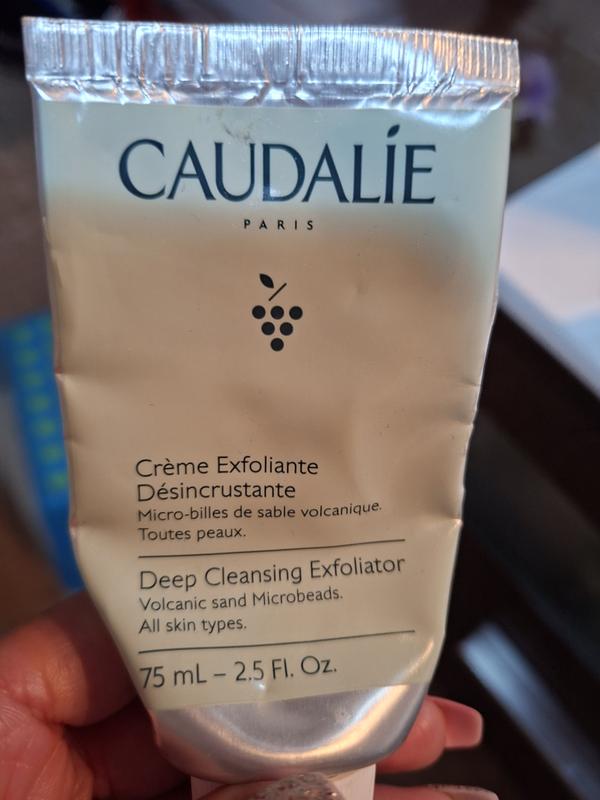 CAUDALÍE
PARIS
Crème Exfoliante
Désincrustante
Micro-billes de sable volcanique.
Toutes peaux.
Deep Cleansing Exfoliator
Volcanic sand Microbeads.
All skin types.
75 mL – 2.5 Fl. Oz.